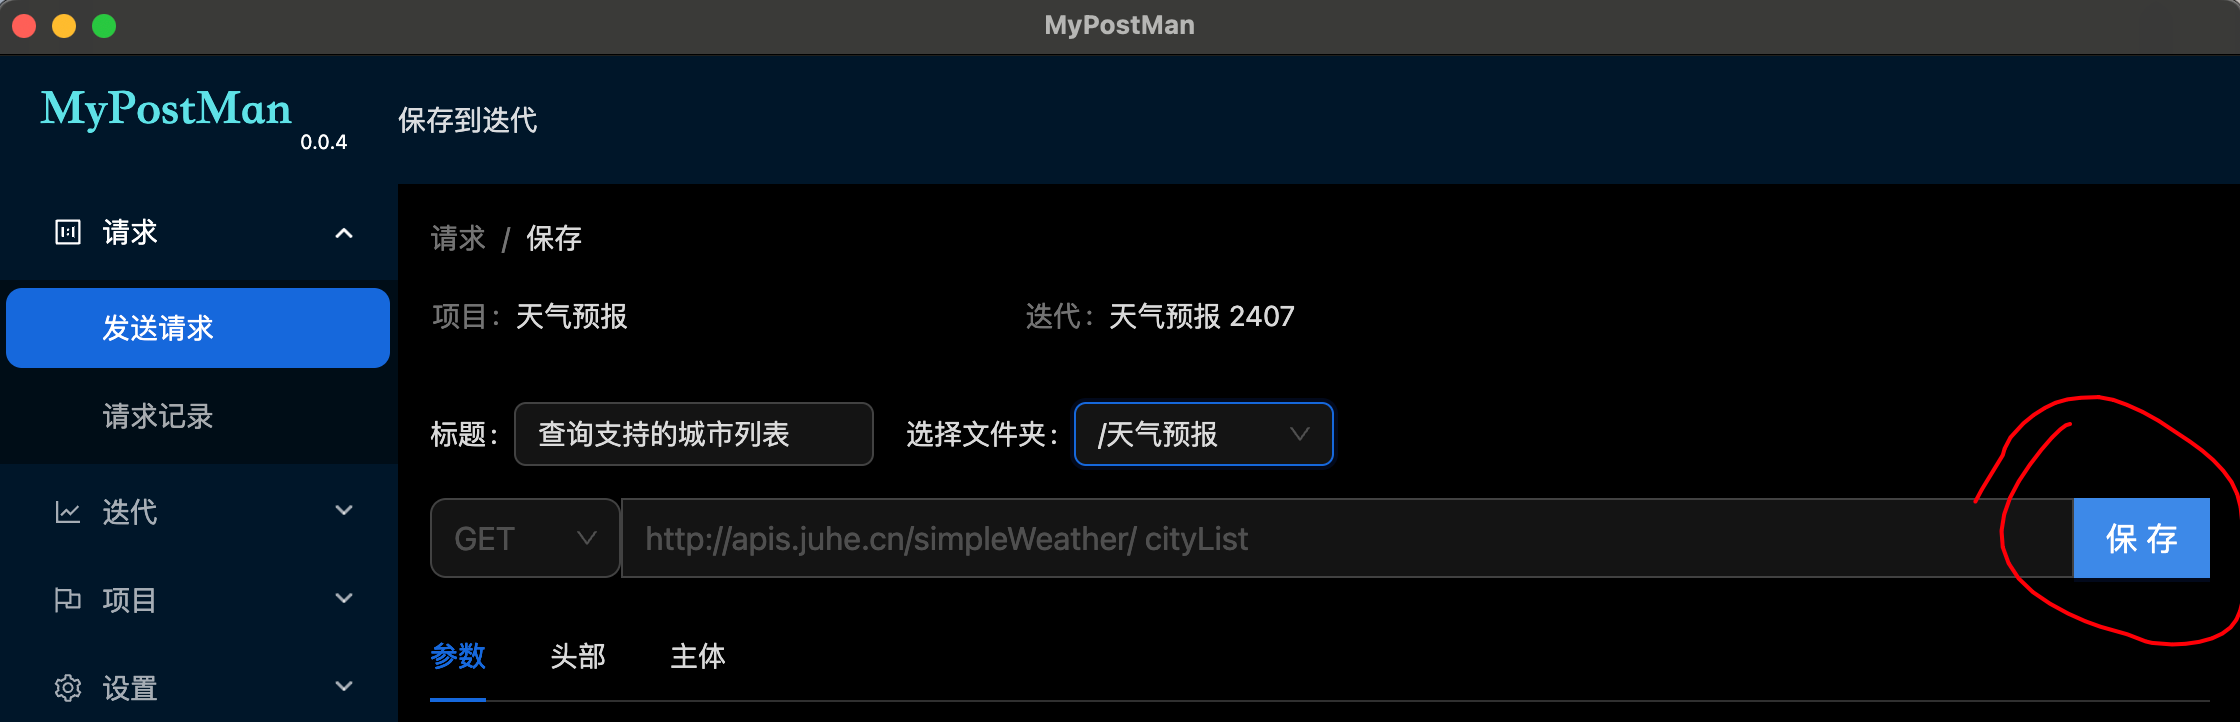 MyPostMan
MyPostMan
0.0.4
保存到迭代
请求
发送请求
请求记录
迭代
项目
设置
请求 / 保存
项目: 天气预报
迭代: 天气预报 2407
标题: 查询支持的城市列表
选择文件夹: /天气预报
GET http://apis.juhe.cn/simpleWeather/ cityList
保 存
参数 头部 主体